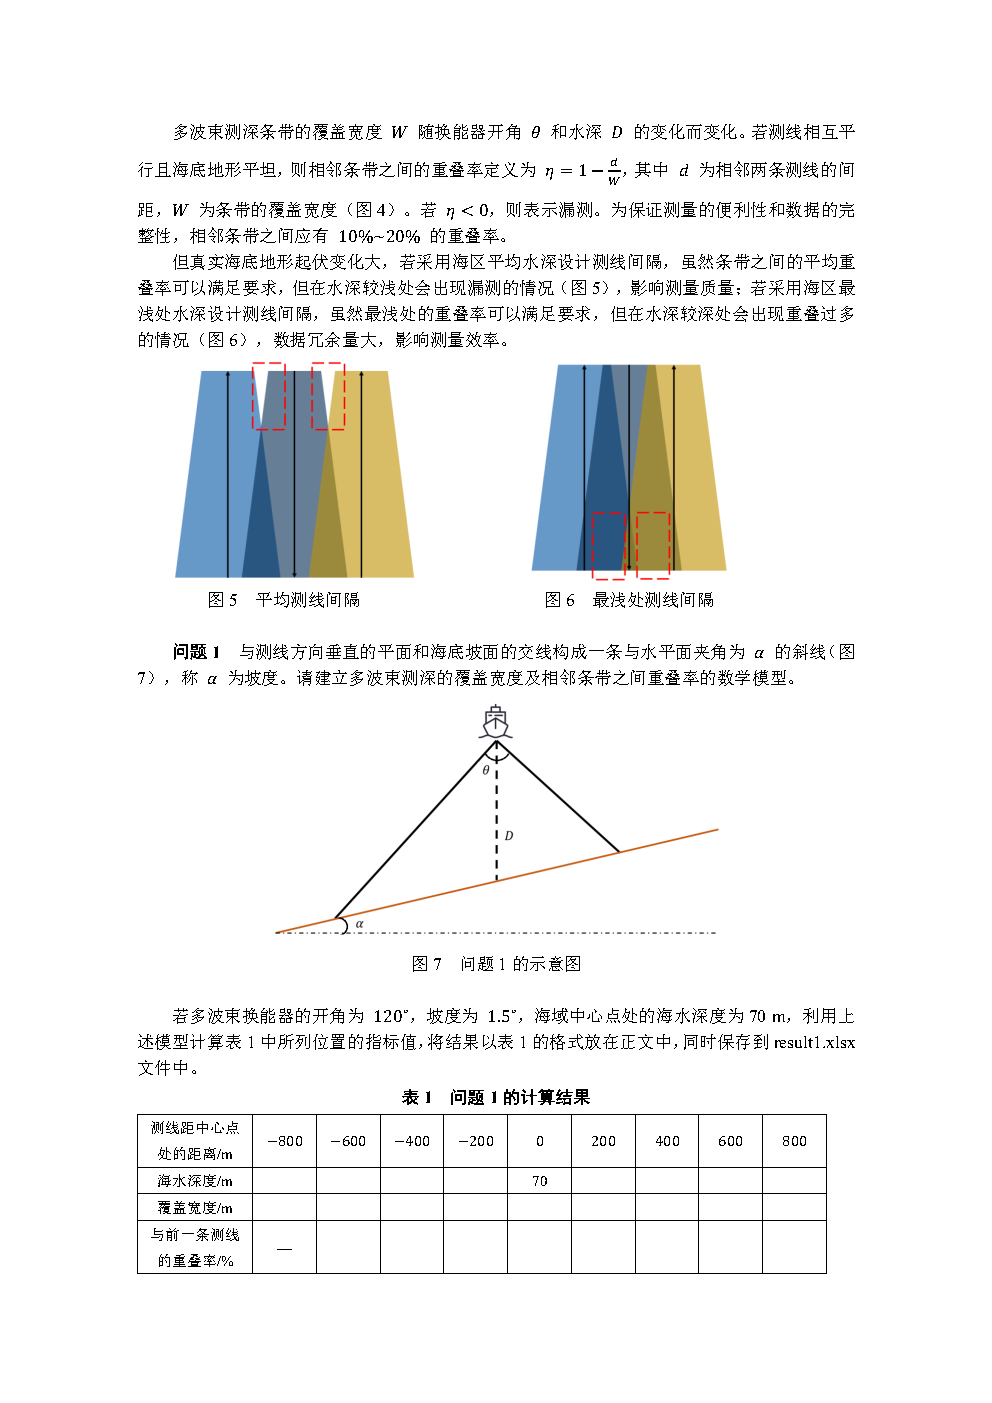 多波束测深条带的覆盖宽度 W 随换能器开角 θ 和水深 D 的变化而变化。若测线相互平
行且海底地形平坦，则相邻条带之间的重叠率定义为 η = 1 − d/W，其中 d 为相邻两条测线的间
距，W 为条带的覆盖宽度（图 4）。若 η < 0，则表示漏测。为保证测量的便利性和数据的完
整性，相邻条带之间应有 10%~20% 的重叠率。
但真实海底地形起伏变化大，若采用海区平均水深设计测线间隔，虽然条带之间的平均重
叠率可以满足要求，但在水深较浅处会出现漏测的情况（图 5），影响测量质量；若采用海区最
浅处水深设计测线间隔，虽然最浅处的重叠率可以满足要求，但在水深较深处会出现重叠过多
的情况（图 6），数据冗余量大，影响测量效率。
图 5 平均测线间隔
图 6 最浅处测线间隔
问题 1 与测线方向垂直的平面和海底坡面的交线构成一条与水平面夹角为 α 的斜线（图
7），称 α 为坡度。请建立多波束测深的覆盖宽度及相邻条带之间重叠率的数学模型。
θ
D
α
图 7 问题 1 的示意图
若多波束换能器的开角为 120°，坡度为 1.5°，海域中心点处的海水深度为 70 m，利用上
述模型计算表 1 中所列位置的指标值，将结果以表 1 的格式放在正文中，同时保存到 result1.xlsx
文件中。
表 1 问题 1 的计算结果
测线距中心点
处的距离/m
−800 −600 −400 −200 0 200 400 600 800
海水深度/m 70
覆盖宽度/m
与前一条测线
的重叠率/%
—